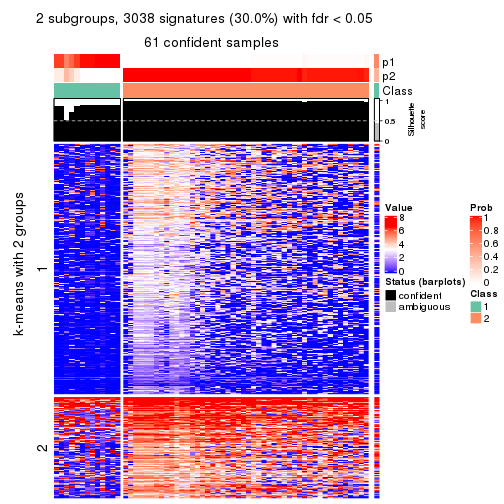 2 subgroups, 3038 signatures (30.0%) with fdr < 0.05
61 confident samples
p1
p2
Class
1
0.5
0
Silhouette
score
k-means with 2 groups
1
2
Value
8
6
4
2
0
Status (barplots)
confident
ambiguous
Prob
1
0.8
0.6
0.4
0.2
0
Class
1
2